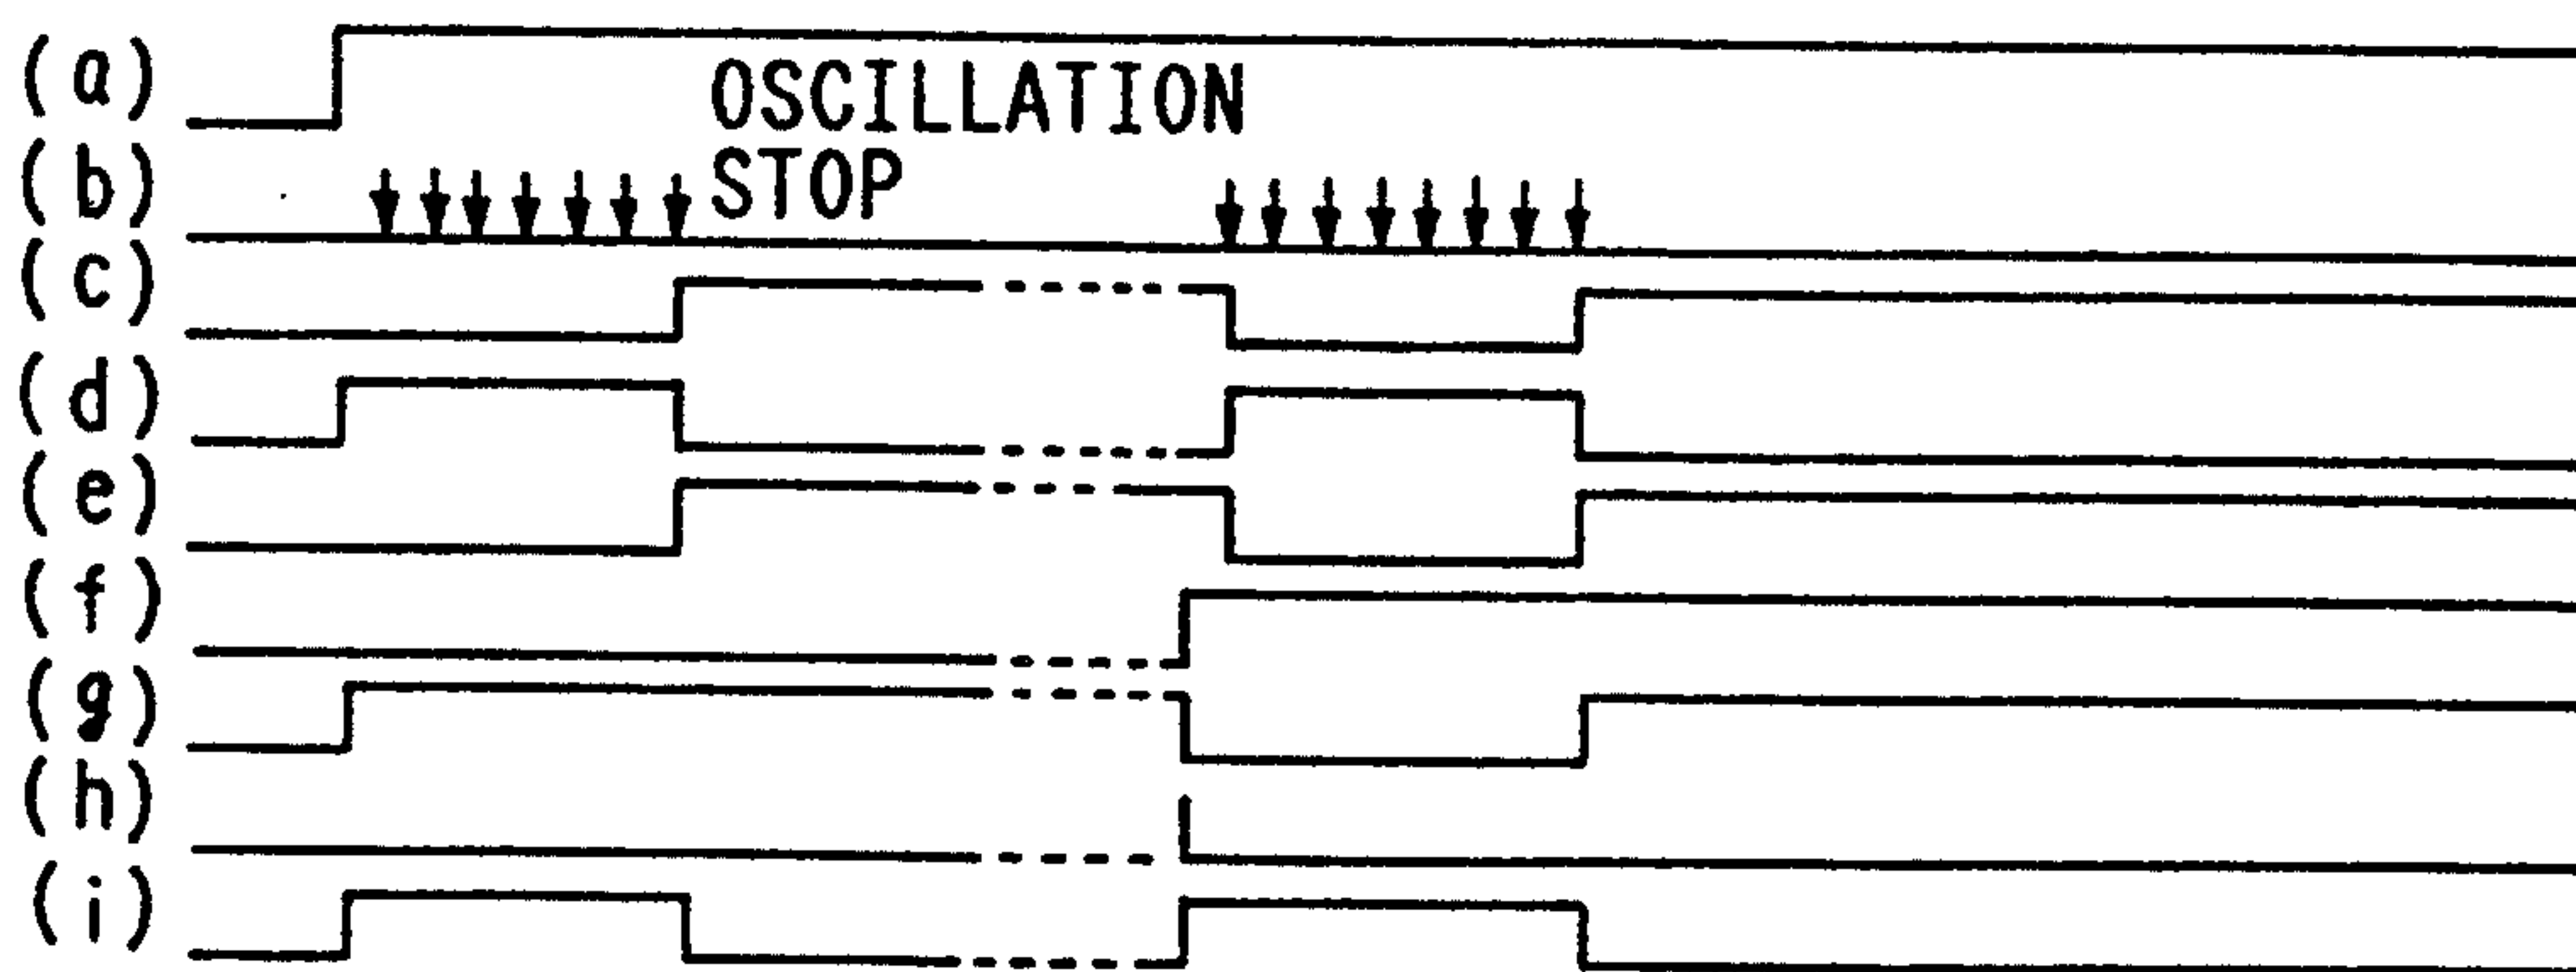 (a)
OSCILLATION
(b)
STOP
(c)
(d)
(e)
(f)
(g)
(h)
(i)